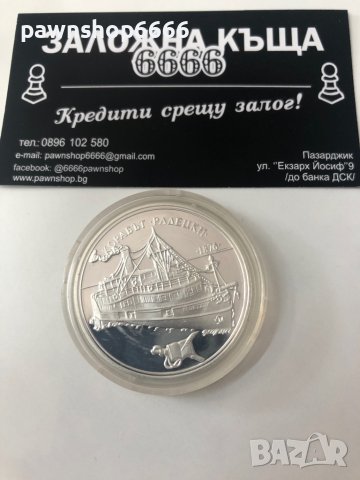 pawnshop6666
ЗАЛОЖНА КЪЩА
6666
Кредити срещу залог!
тел.: 0896 102 580
e-mail: pawnshop6666@gmail.com
facebook: @6666pawnshop
www.pawnshop.bg
Пазарджик
ул. "Екзарх Йосиф"9
/до банка ДСК/
КОРАБЪТ РАДЕЦКИ
1876
bazar